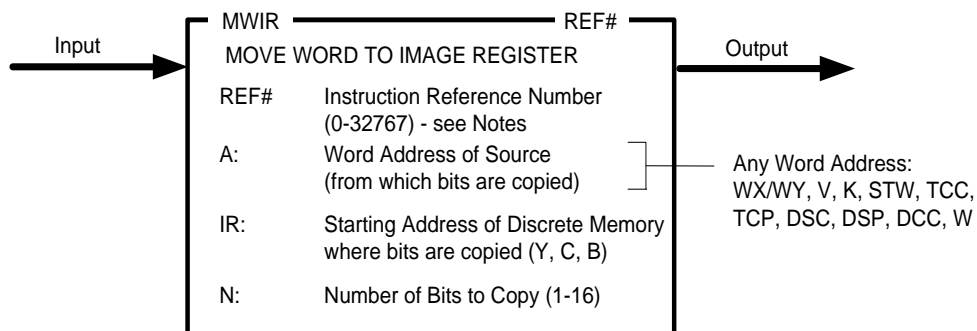 MWIR REF#
Input
Output
MOVE WORD TO IMAGE REGISTER
REF# Instruction Reference Number
(0-32767) - see Notes
A: Word Address of Source
(from which bits are copied)
Any Word Address:
WX/WY, V, K, STW, TCC,
TCP, DSC, DSP, DCC, W
IR: Starting Address of Discrete Memory
where bits are copied (Y, C, B)
N: Number of Bits to Copy (1-16)